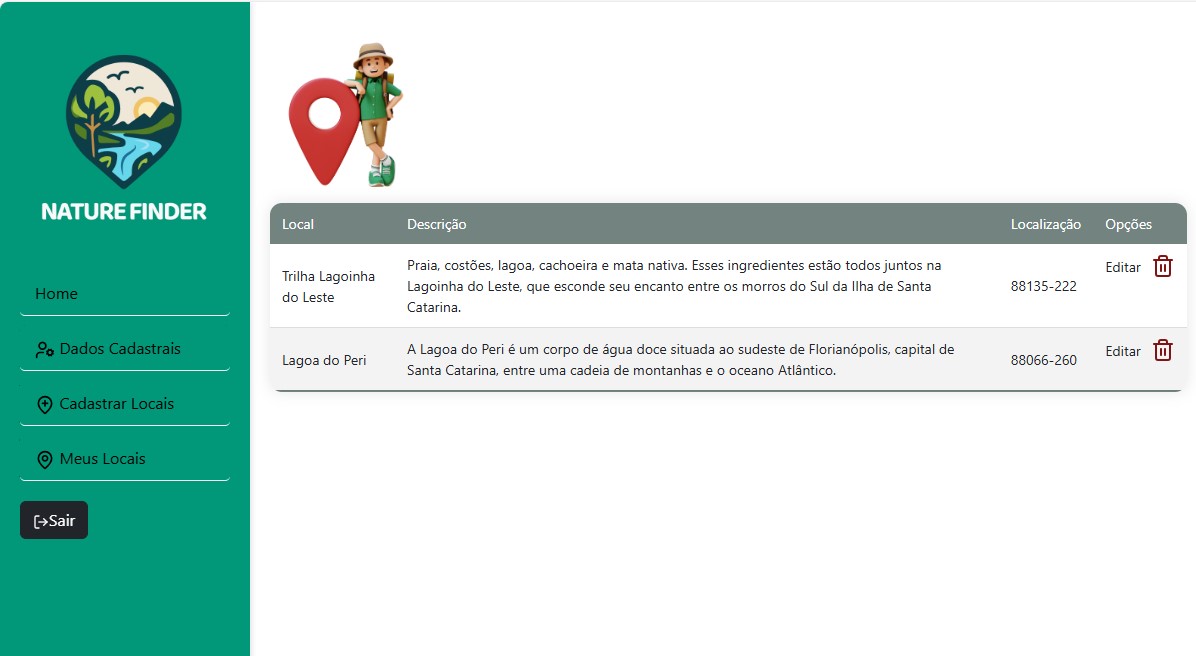 NATURE FINDER
Home
Dados Cadastrais
Cadastrar Locais
Meus Locais
Sair
Local Descrição Localização Opções
Trilha Lagoinha
do Leste
Praia, costões, lagoa, cachoeira e mata nativa. Esses ingredientes estão todos juntos na
Lagoinha do Leste, que esconde seu encanto entre os morros do Sul da Ilha de Santa
Catarina.
88135-222
Editar
Lagoa do Peri
A Lagoa do Peri é um corpo de água doce situada ao sudeste de Florianópolis, capital de
Santa Catarina, entre uma cadeia de montanhas e o oceano Atlântico.
88066-260
Editar